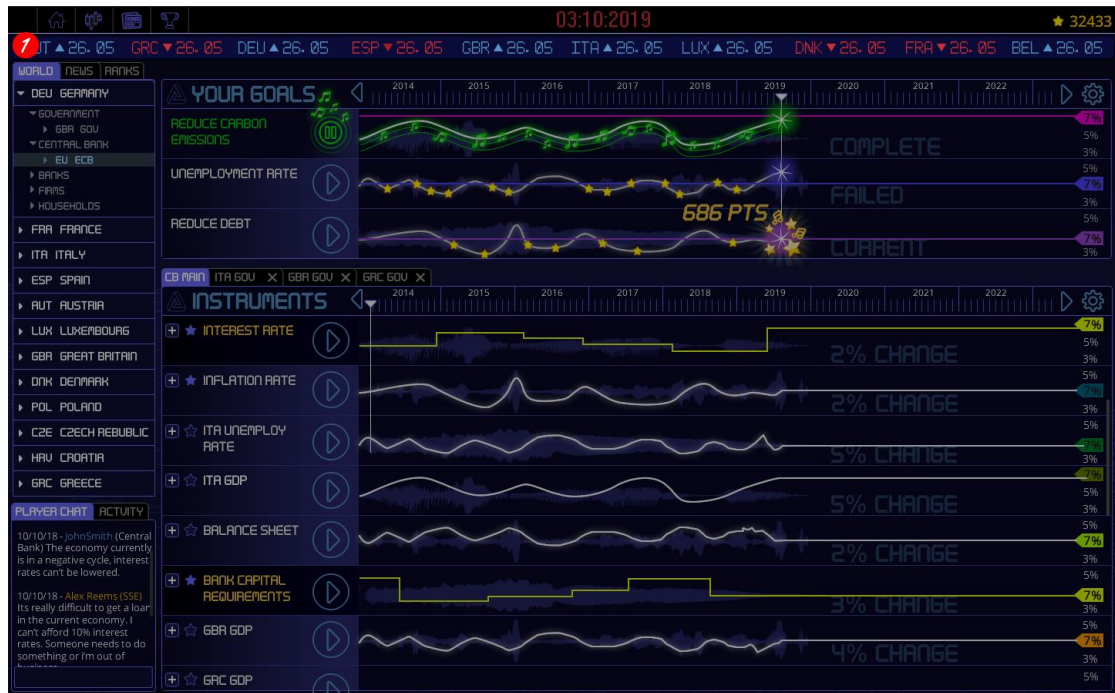 03:10:2019
32433
1
UT ▲ 26.05 GRC ▼ 26.05 DEU ▲ 26.05 ESP ▼ 26.05 GBR ▲ 26.05 ITA ▲ 26.05 LUX ▲ 26.05 DNK ▼ 26.05 FRA ▼ 26.05 BEL ▲ 26.05
WORLD NEWS RANKS
DEU GERMANY
GOVERNMENT
GBR GOV
CENTRAL BANK
EU ECB
BANKS
FIRMS
HOUSEHOLDS
FRA FRANCE
ITA ITALY
ESP SPAIN
AUT AUSTRIA
LUX LUXEMBOURG
GBR GREAT BRITAIN
DNK DENMARK
POL POLAND
CZE CZECH REBUBLIC
HRV CROATIA
GRC GREECE
PLAYER CHAT ACTUITY
10/10/18 - JohnSmith (Central
Bank) The economy currently
is in a negative cycle, interest
rates can't be lowered.
10/10/18 - Alex Reems (SSE)
Its really difficult to get a loan
in the current economy. I
can't afford 10% interest
rates. Someone needs to do
something or i'm out of
YOUR GOALS
2014 2015 2016 2017 2018 2019 2020 2021 2022
REDUCE CARBON
EMISSIONS
COMPLETE
7%
5%
3%
UNEMPLOYMENT RATE
FAILED
5%
7%
3%
REDUCE DEBT
686 PTS
CURRENT
5%
7%
3%
CB MAIN ITA GOV X GBR GOV X GRC GOV X
INSTRUMENTS
2014 2015 2016 2017 2018 2019 2020 2021 2022
INTEREST RATE
2% CHANGE
7%
5%
3%
INFLATION RATE
2% CHANGE
5%
7%
3%
ITA UNEMPLOY
RATE
5% CHANGE
5%
7%
3%
ITA GDP
5% CHANGE
7%
5%
3%
BALANCE SHEET
2% CHANGE
5%
7%
3%
BANK CAPITAL
REQUIREMENTS
3% CHANGE
5%
7%
3%
GBR GDP
4% CHANGE
5%
7%
3%
GRC GDP
5%